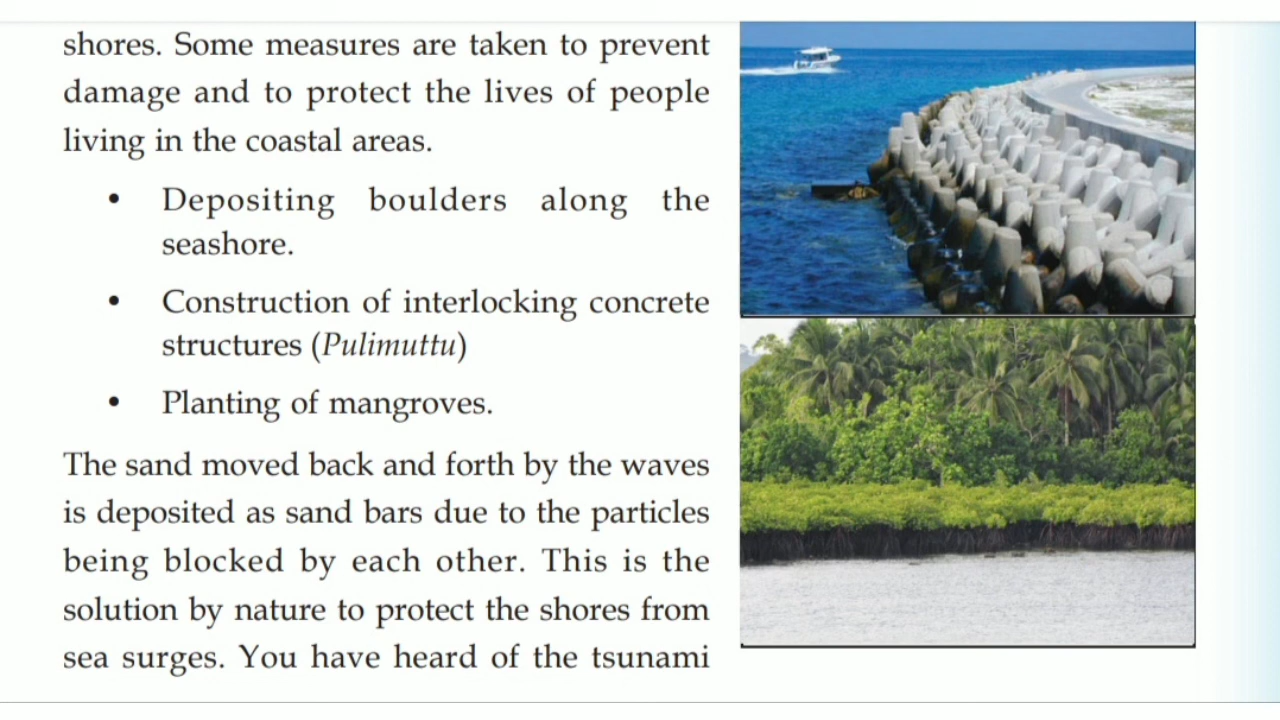 shores. Some measures are taken to prevent
damage and to protect the lives of people
living in the coastal areas.
• Depositing boulders along the
seashore.
• Construction of interlocking concrete
structures (Pulimuttu)
• Planting of mangroves.
The sand moved back and forth by the waves
is deposited as sand bars due to the particles
being blocked by each other. This is the
solution by nature to protect the shores from
sea surges. You have heard of the tsunami